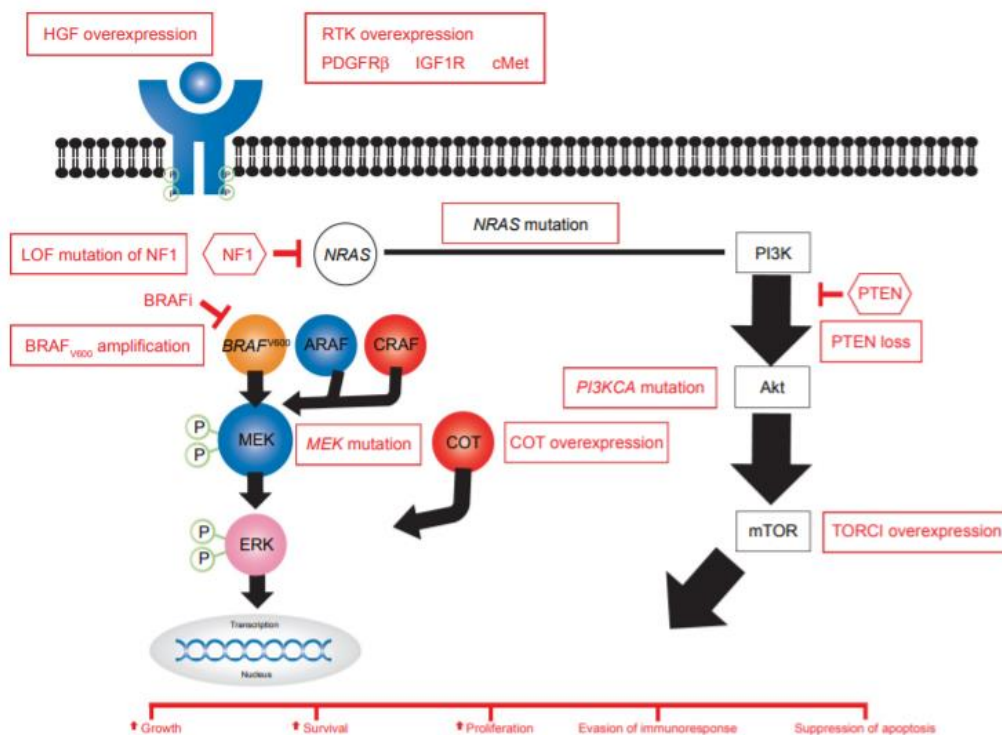 HGF overexpression
RTK overexpression
PDGFRβ IGF1R cMet
P P
P P
NRAS mutation
LOF mutation of NF1 NF1 NRAS PI3K
BRAFi
PTEN
BRAFV600 amplification BRAFV600 ARAF CRAF
PTEN loss
PI3KCA mutation Akt
P
P
MEK MEK mutation COT COT overexpression
P
P
ERK
mTOR TORCI overexpression
Transcription
Nucleus
⬆ Growth ⬆ Survival ⬆ Proliferation Evasion of immunoresponse Suppression of apoptosis